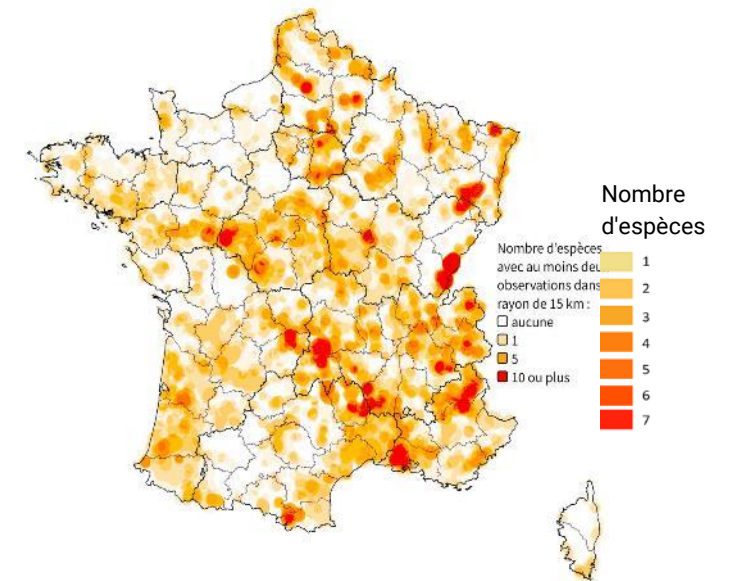 Nombre
d'espèces
Nombre d'espèces
avec au moins deux
observations dans
rayon de 15 km :
aucune
1
5
10 ou plus
1
2
3
4
5
6
7